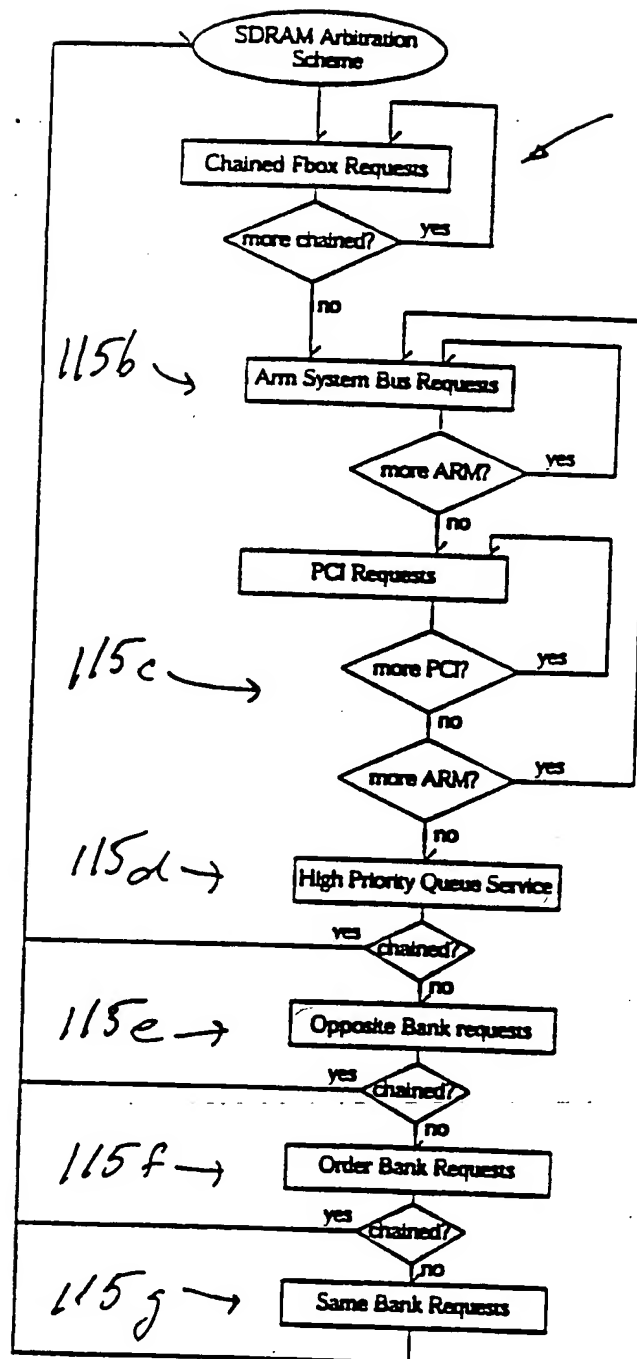 SDRAM Arbitration
Scheme
Chained Fbox Requests
more chained?
yes
no
115b
Arm System Bus Requests
more ARM?
yes
no
PCI Requests
115c
more PCI?
yes
no
more ARM?
yes
no
115d
High Priority Queue Service
yes
chained?
no
115e
Opposite Bank requests
yes
chained?
no
115f
Order Bank Requests
yes
chained?
no
115g
Same Bank Requests